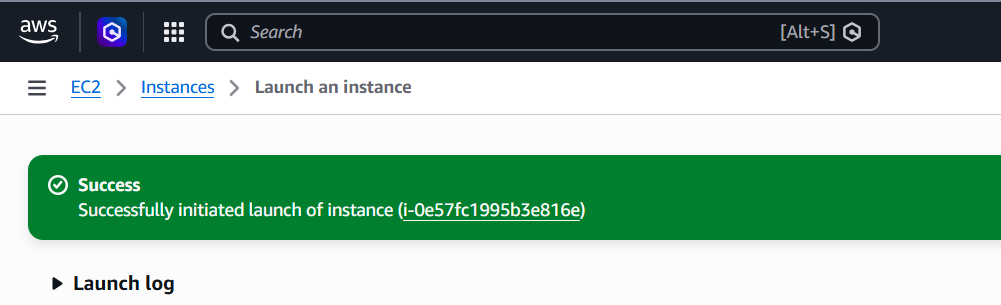 aws
Search [Alt+S]
EC2 Instances Launch an instance
Success
Successfully initiated launch of instance (i-0e57fc1995b3e816e)
Launch log